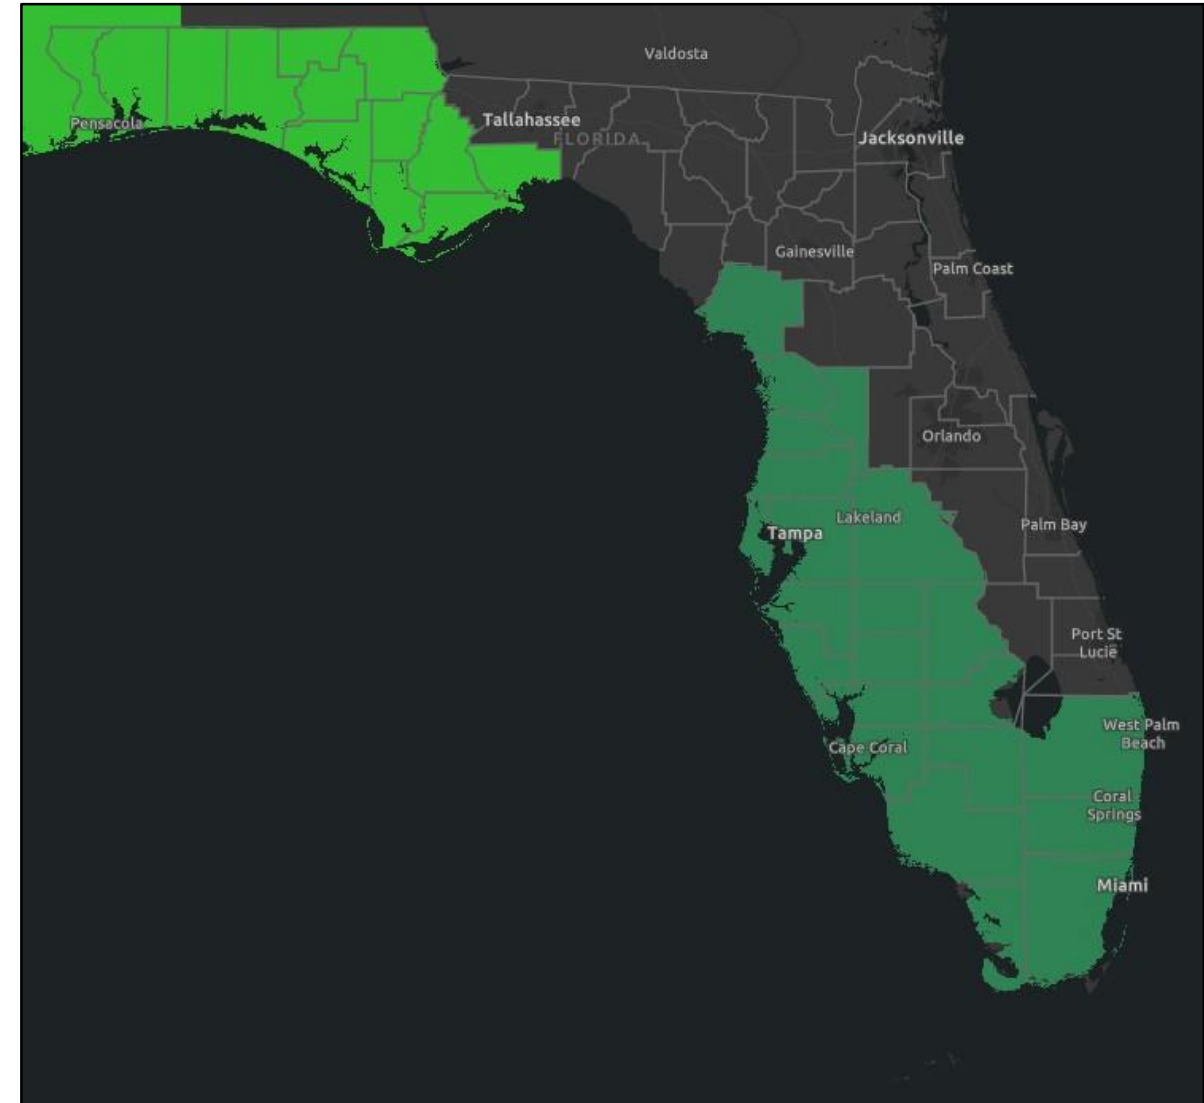 Valdosta
Pensacola
Tallahassee
FLORIDA
Jacksonville
Gainesville
Palm Coast
Orlando
Lakeland
Palm Bay
Tampa
Port St
Lucie
West Palm
Beach
Cape Coral
Coral
Springs
Miami